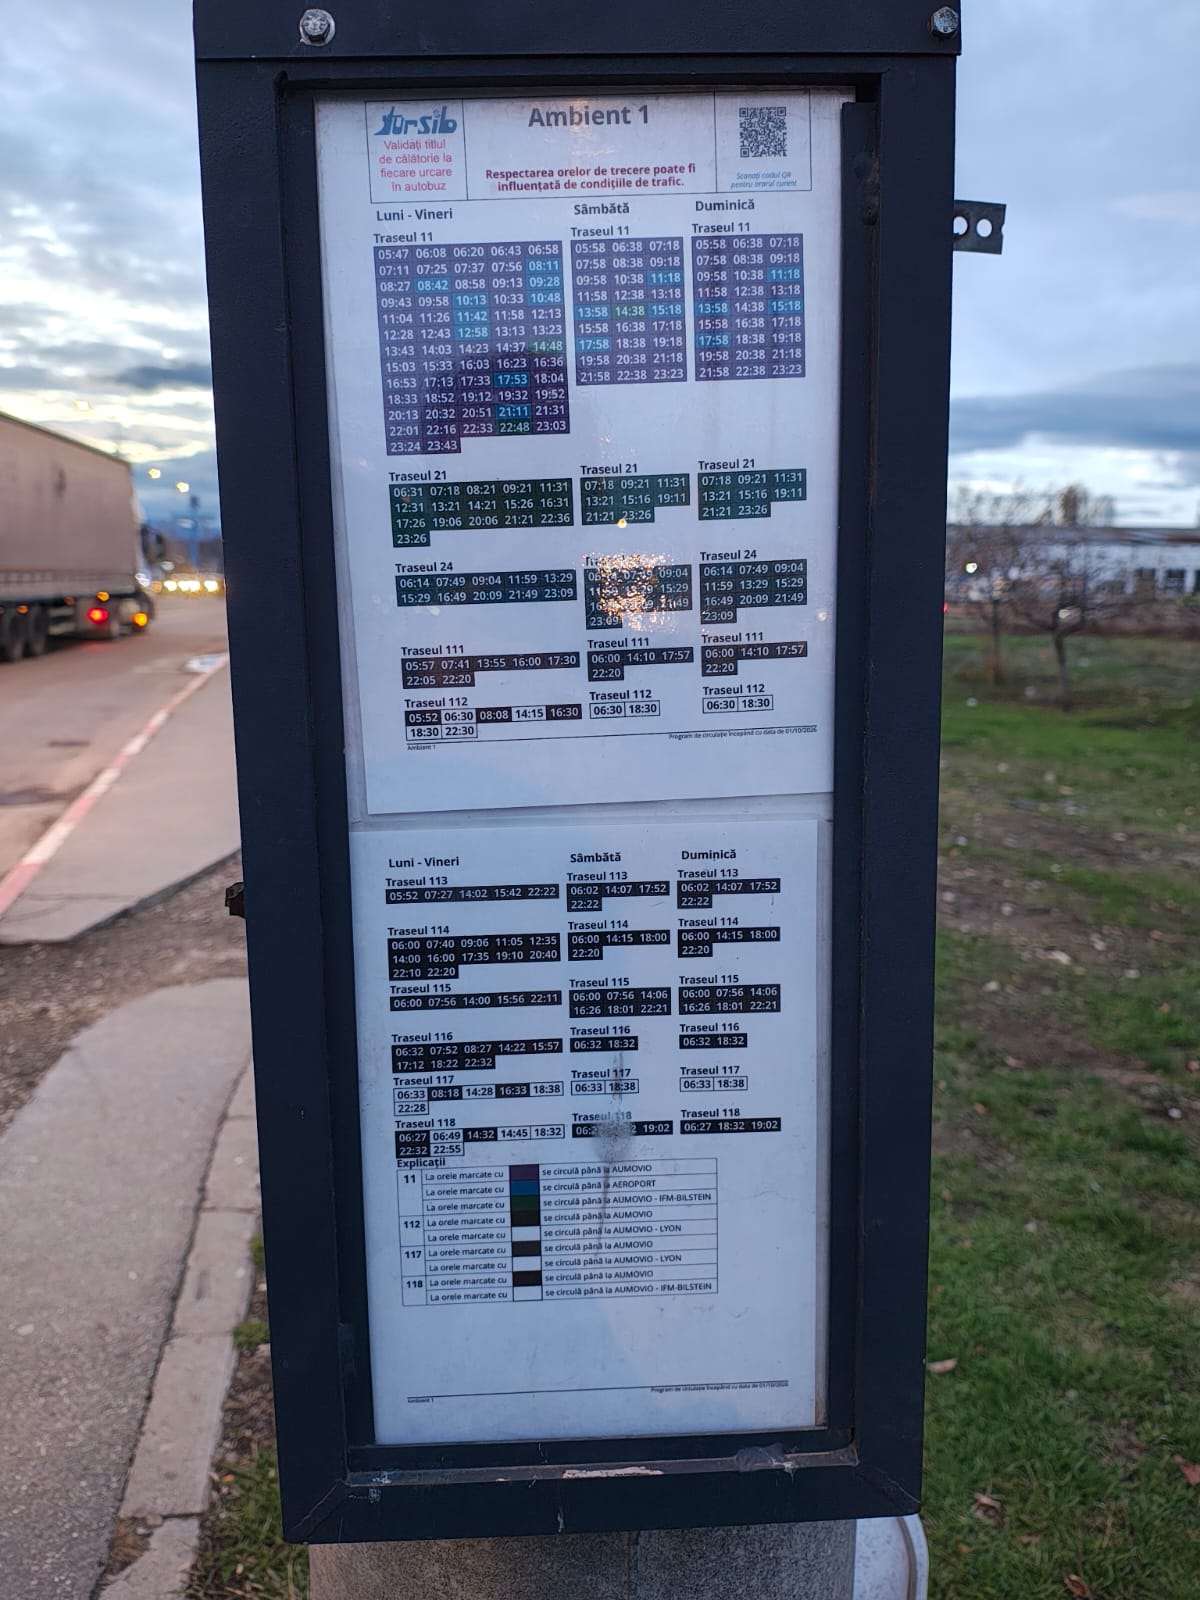 Tursib
Validați titlul
de călătorie la
fiecare urcare
în autobuz
Ambient 1
Respectarea orelor de trecere poate fi
influențată de condițiile de trafic.
Scanați codul QR
pentru orarul curent
Luni - Vineri
Traseul 11
05:47 06:08 06:20 06:43 06:58
07:11 07:25 07:37 07:56 08:11
08:27 08:42 08:58 09:13 09:28
09:43 09:58 10:13 10:33 10:48
11:04 11:26 11:42 11:58 12:13
12:28 12:43 12:58 13:13 13:23
13:43 14:03 14:23 14:37 14:48
15:03 15:33 16:03 16:23 16:36
16:53 17:13 17:33 17:53 18:04
18:33 18:52 19:12 19:32 19:52
20:13 20:32 20:51 21:11 21:31
22:01 22:16 22:33 22:48 23:03
23:24 23:43
Sâmbătă
Traseul 11
05:58 06:38 07:18
07:58 08:38 09:18
09:58 10:38 11:18
11:58 12:38 13:18
13:58 14:38 15:18
15:58 16:38 17:18
17:58 18:38 19:18
19:58 20:38 21:18
21:58 22:38 23:23
Duminică
Traseul 11
05:58 06:38 07:18
07:58 08:38 09:18
09:58 10:38 11:18
11:58 12:38 13:18
13:58 14:38 15:18
15:58 16:38 17:18
17:58 18:38 19:18
19:58 20:38 21:18
21:58 22:38 23:23
Traseul 21
06:31 07:18 08:21 09:21 11:31
12:31 13:21 14:21 15:26 16:31
17:26 19:06 20:06 21:21 22:36
23:26
Traseul 21
07:18 09:21 11:31
13:21 15:16 19:11
21:21 23:26
Traseul 21
07:18 09:21 11:31
13:21 15:16 19:11
21:21 23:26
Traseul 24
06:14 07:49 09:04 11:59 13:29
15:29 16:49 20:09 21:49 23:09
09:04
15:29
23:09
Traseul 24
06:14 07:49 09:04
11:59 13:29 15:29
16:49 20:09 21:49
23:09
Traseul 111
05:57 07:41 13:55 16:00 17:30
22:05 22:20
Traseul 111
06:00 14:10 17:57
22:20
Traseul 111
06:00 14:10 17:57
22:20
Traseul 112
05:52 06:30 08:08 14:15 16:30
18:30 22:30
Traseul 112
06:30 18:30
Traseul 112
06:30 18:30
Ambient 1
Program de circulație începând cu data de 01/10/2026
Luni - Vineri
Sâmbătă
Duminică
Traseul 113
05:52 07:27 14:02 15:42 22:22
Traseul 113
06:02 14:07 17:52
22:22
Traseul 113
06:02 14:07 17:52
22:22
Traseul 114
06:00 07:40 09:06 11:05 12:35
14:00 16:00 17:35 19:10 20:40
22:10 22:20
Traseul 114
06:00 14:15 18:00
22:20
Traseul 114
06:00 14:15 18:00
22:20
Traseul 115
06:00 07:56 14:00 15:56 22:11
Traseul 115
06:00 07:56 14:06
16:26 18:01 22:21
Traseul 115
06:00 07:56 14:06
16:26 18:01 22:21
Traseul 116
06:32 07:52 08:27 14:22 15:57
17:12 18:22 22:32
Traseul 116
06:32 18:32
Traseul 116
06:32 18:32
Traseul 117
06:33 08:18 14:28 16:33 18:38
22:28
Traseul 117
06:33 18:38
Traseul 117
06:33 18:38
Traseul 118
06:27 06:49 14:32 14:45 18:32
22:32 22:55
19:02
Traseul 118
06:27 18:32 19:02
Explicații
11 La orele marcate cu se circulă până la AUMOVIO
La orele marcate cu se circulă până la AEROPORT
La orele marcate cu se circulă până la AUMOVIO - IFM-BILSTEIN
112 La orele marcate cu se circulă până la AUMOVIO
La orele marcate cu se circulă până la AUMOVIO - LYON
117 La orele marcate cu se circulă până la AUMOVIO
La orele marcate cu se circulă până la AUMOVIO - LYON
118 La orele marcate cu se circulă până la AUMOVIO
La orele marcate cu se circulă până la AUMOVIO - IFM-BILSTEIN
Ambient 1
Program de circulație începând cu data de 01/10/2026